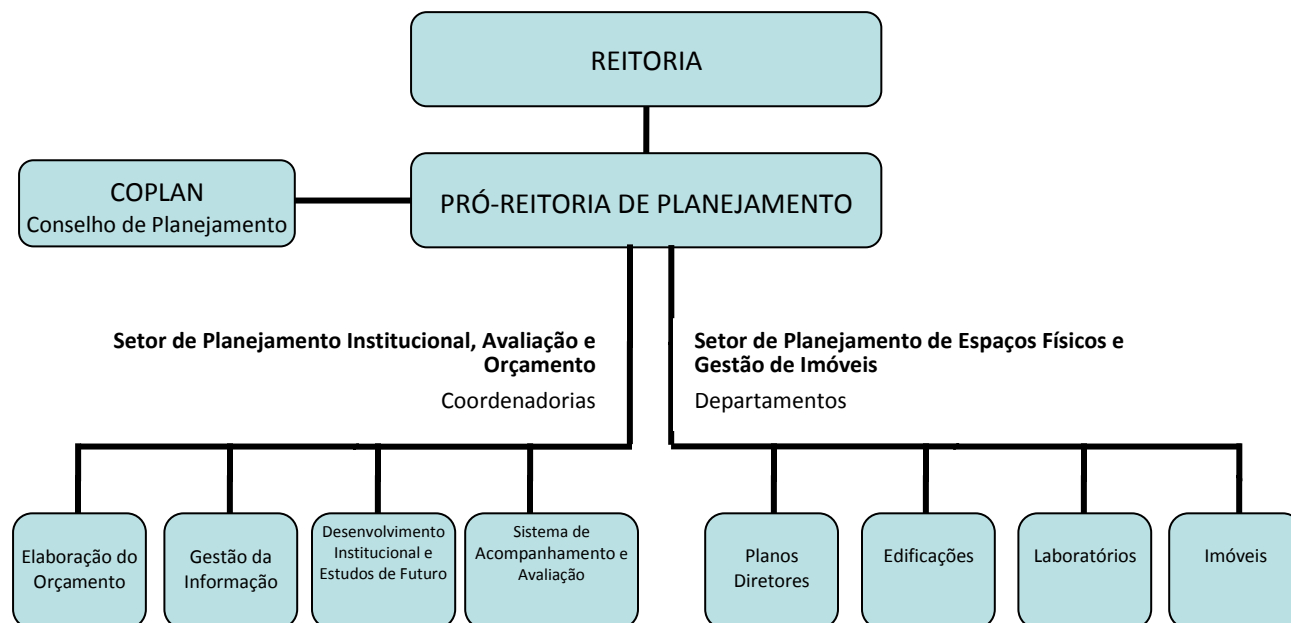 REITORIA
COPLAN
Conselho de Planejamento
PRÓ-REITORIA DE PLANEJAMENTO
Setor de Planejamento Institucional, Avaliação e
Orçamento
Coordenadorias
Setor de Planejamento de Espaços Físicos e
Gestão de Imóveis
Departamentos
Elaboração do
Orçamento
Gestão da
Informação
Desenvolvimento
Institucional e
Estudos de Futuro
Sistema de
Acompanhamento e
Avaliação
Planos
Diretores
Edificações
Laboratórios
Imóveis